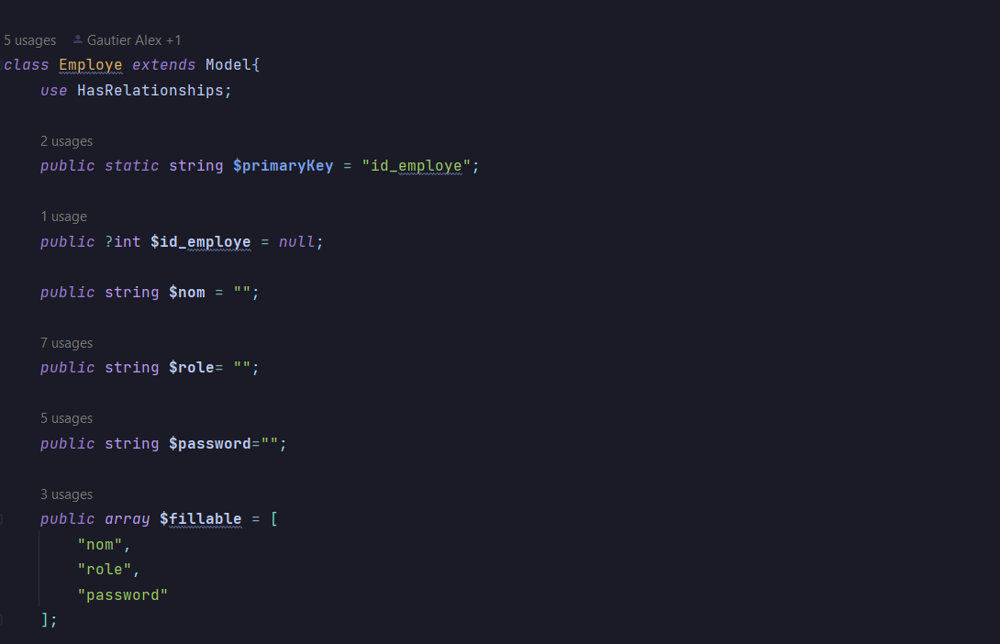 5 usages Gautier Alex +1
class Employe extends Model{
use HasRelationships;
2 usages
public static string $primaryKey = "id_employe";
1 usage
public ?int $id_employe = null;
public string $nom = "";
7 usages
public string $role= "";
5 usages
public string $password="";
3 usages
public array $fillable = [
"nom",
"role",
"password"
];